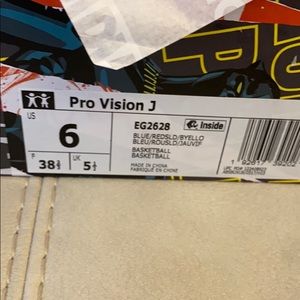 Pro Vision J
US
6
F
38⅔
UK
5½
EG2628
Inside
BLUE/REDSLD/BYELLO
BLEU/ROUSLD/JAUVIF
BASKETBALL
BASKETBALL
MADE IN CHINA
FABRIQUÉ EN CHINE